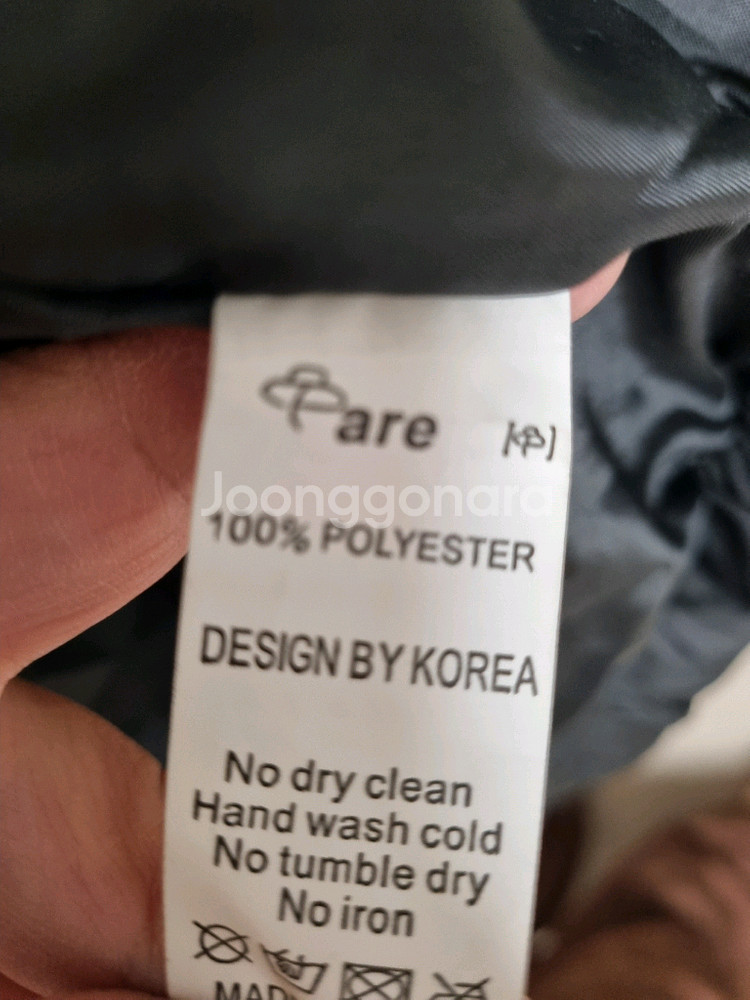 Pare
Joonggonara
100% POLYESTER
DESIGN BY KOREA
No dry clean
Hand wash cold
No tumble dry
No iron